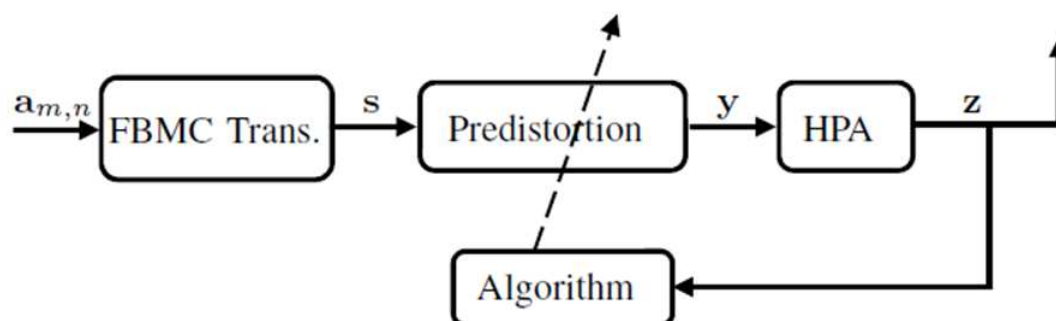 a_{m,n}
FBMC Trans.
s
Predistortion
y
HPA
z
Algorithm